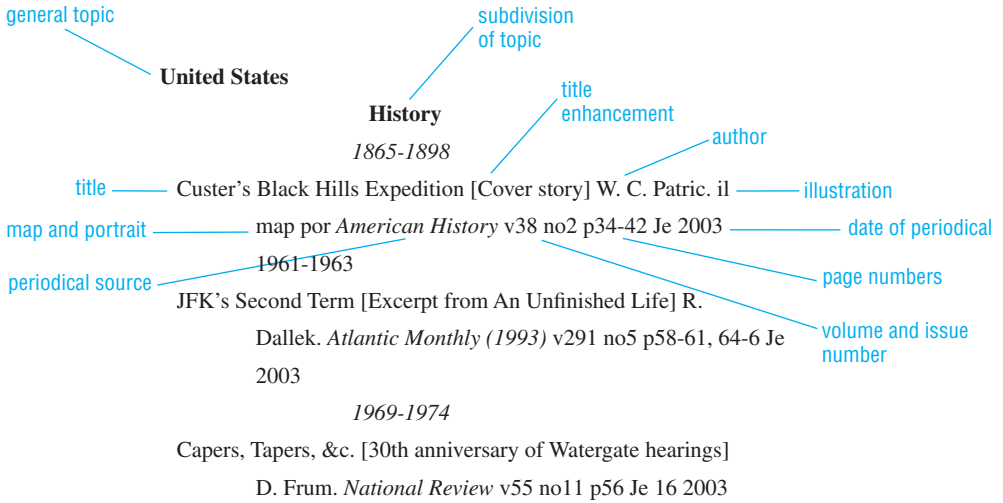 general topic
subdivision
of topic
United States
title
enhancement
History
author
1865-1898
title
Custer's Black Hills Expedition [Cover story] W. C. Patric. il
illustration
map and portrait
map por American History v38 no2 p34-42 Je 2003
date of periodical
1961-1963
periodical source
page numbers
JFK's Second Term [Excerpt from An Unfinished Life] R.
Dallek. Atlantic Monthly (1993) v291 no5 p58-61, 64-6 Je
2003
volume and issue
number
1969-1974
Capers, Tapers, &c. [30th anniversary of Watergate hearings]
D. Frum. National Review v55 no11 p56 Je 16 2003